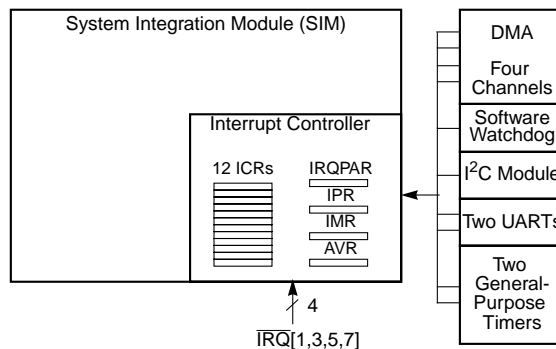 System Integration Module (SIM)
Interrupt Controller
12 ICRs
IRQPAR
IPR
IMR
AVR
4
IRQ[1,3,5,7]
DMA
Four
Channels
Software
Watchdog
I²C Module
Two UARTs
Two
General-
Purpose
Timers